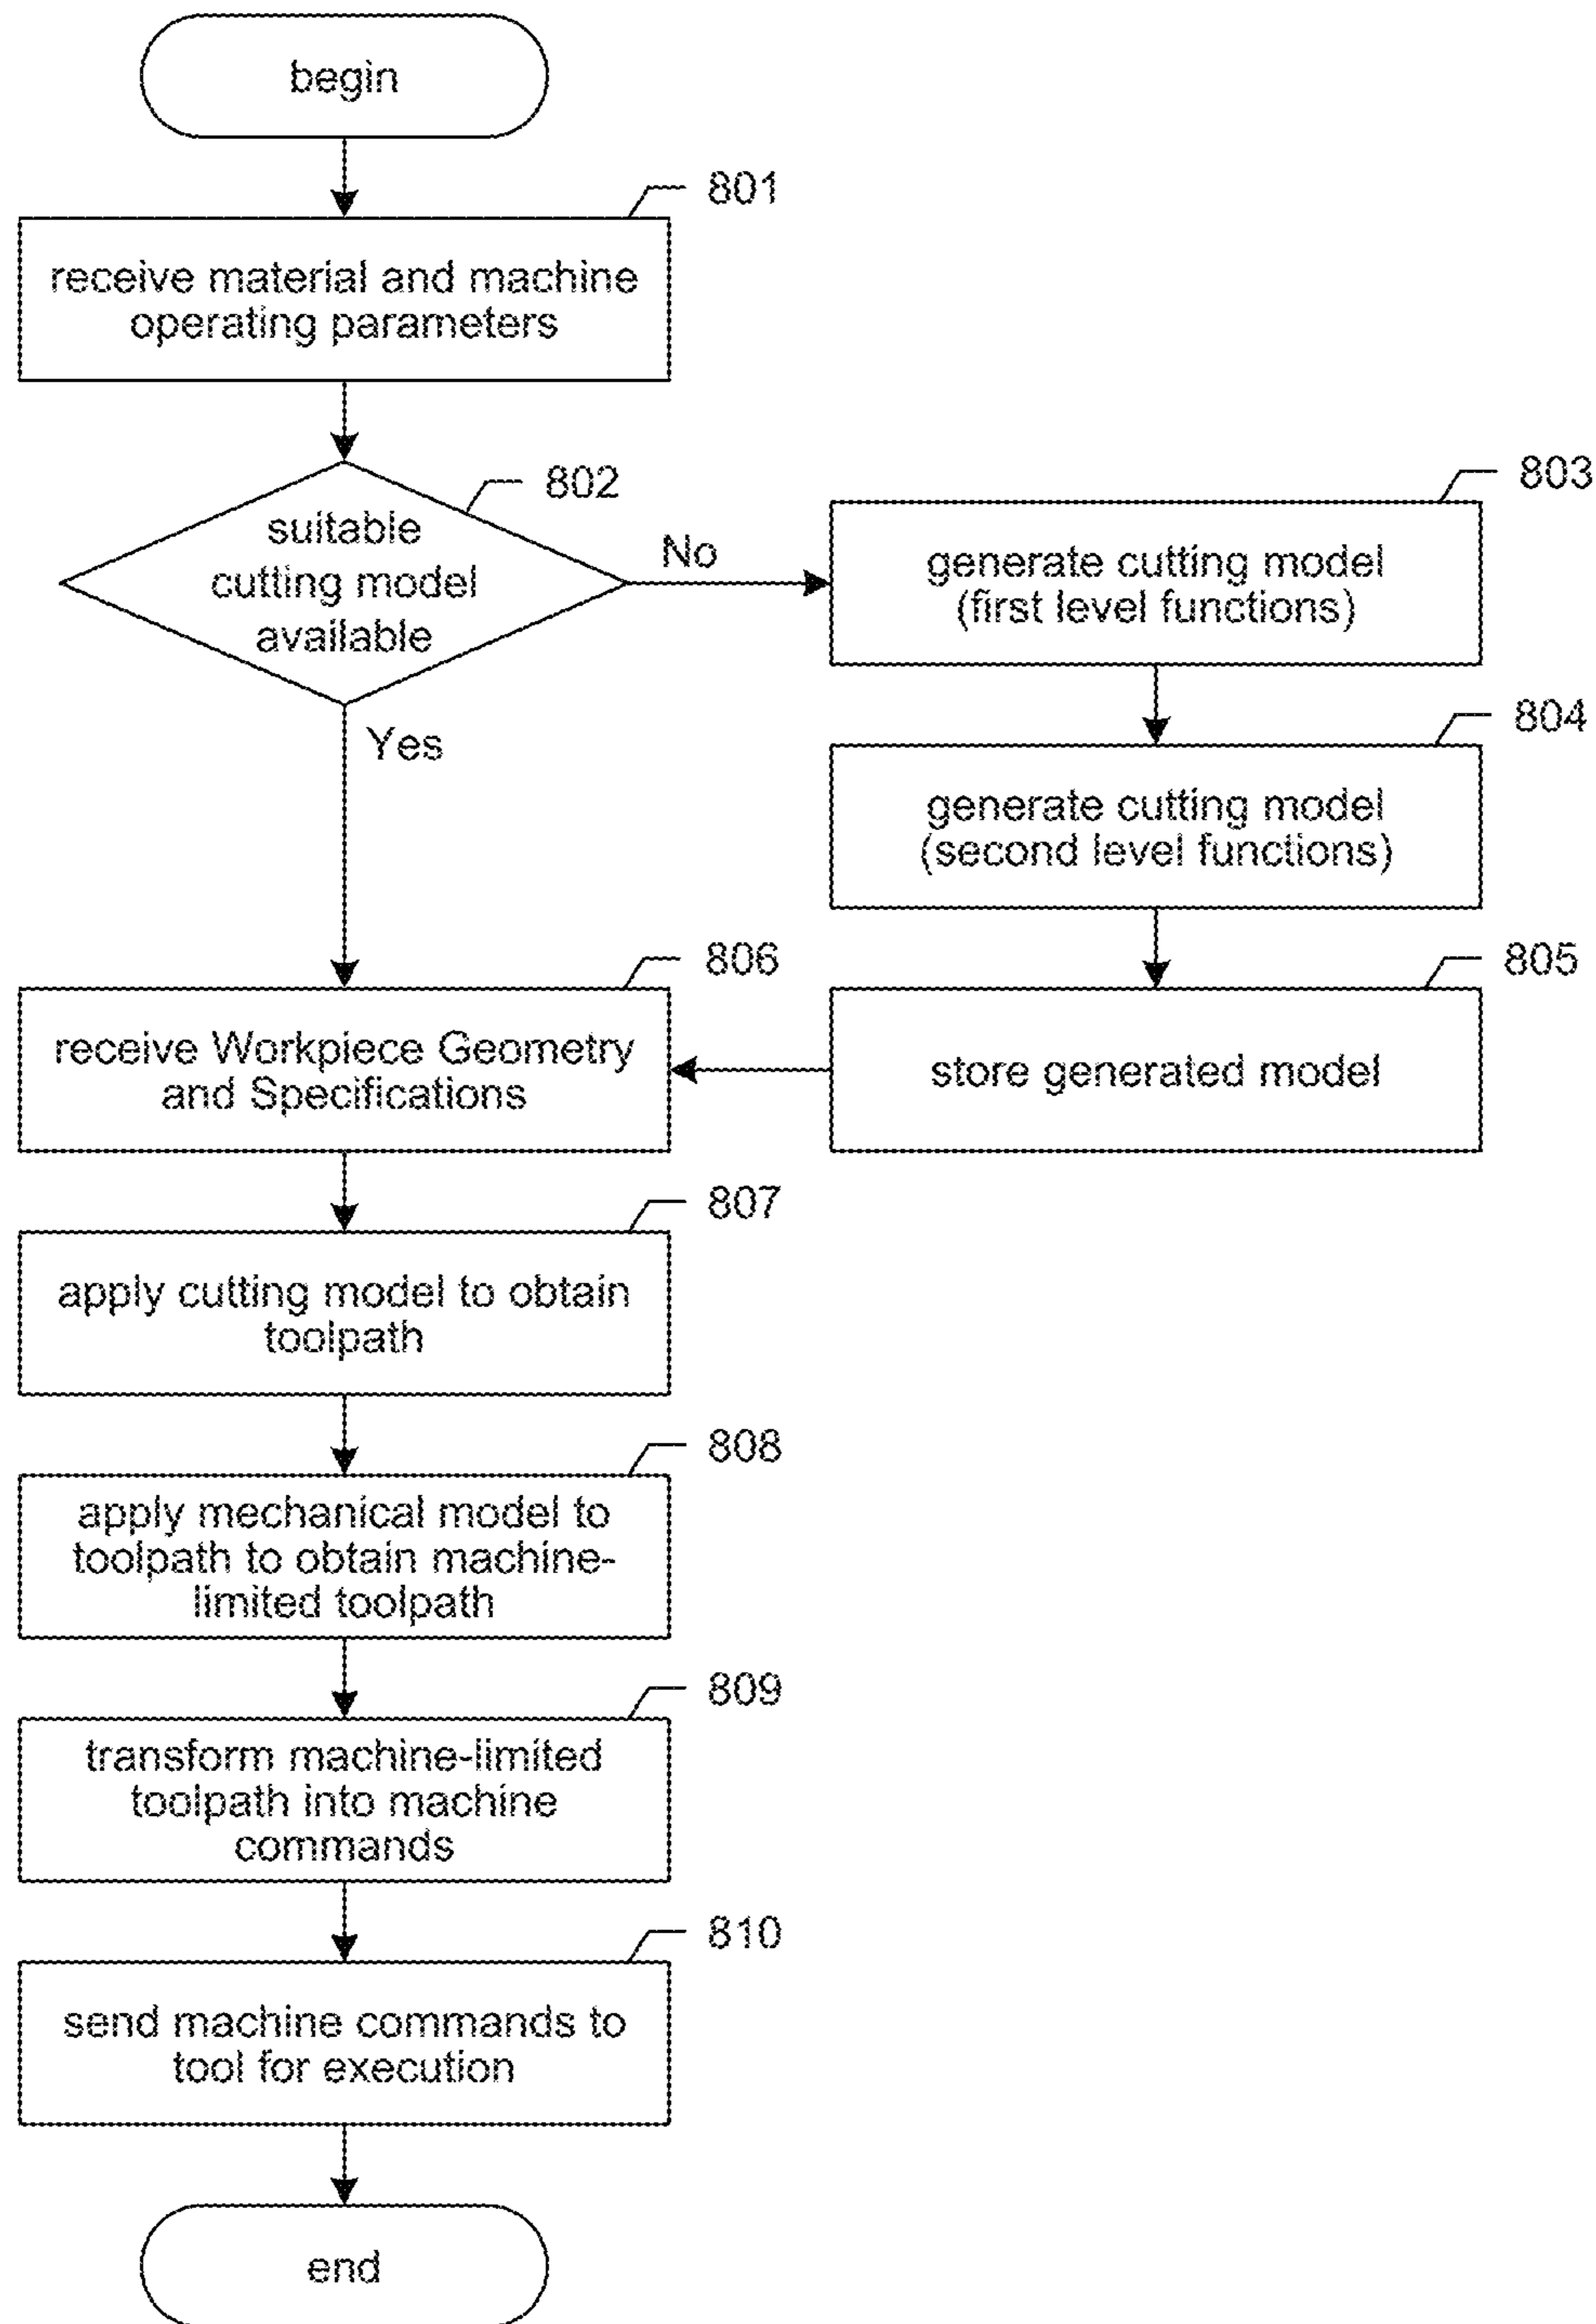 begin
801
receive material and machine
operating parameters
802
suitable
cutting model
available
No
Yes
803
generate cutting model
(first level functions)
804
generate cutting model
(second level functions)
805
store generated model
806
receive Workpiece Geometry
and Specifications
807
apply cutting model to obtain
toolpath
808
apply mechanical model to
toolpath to obtain machine-
limited toolpath
809
transform machine-limited
toolpath into machine
commands
810
send machine commands to
tool for execution
end